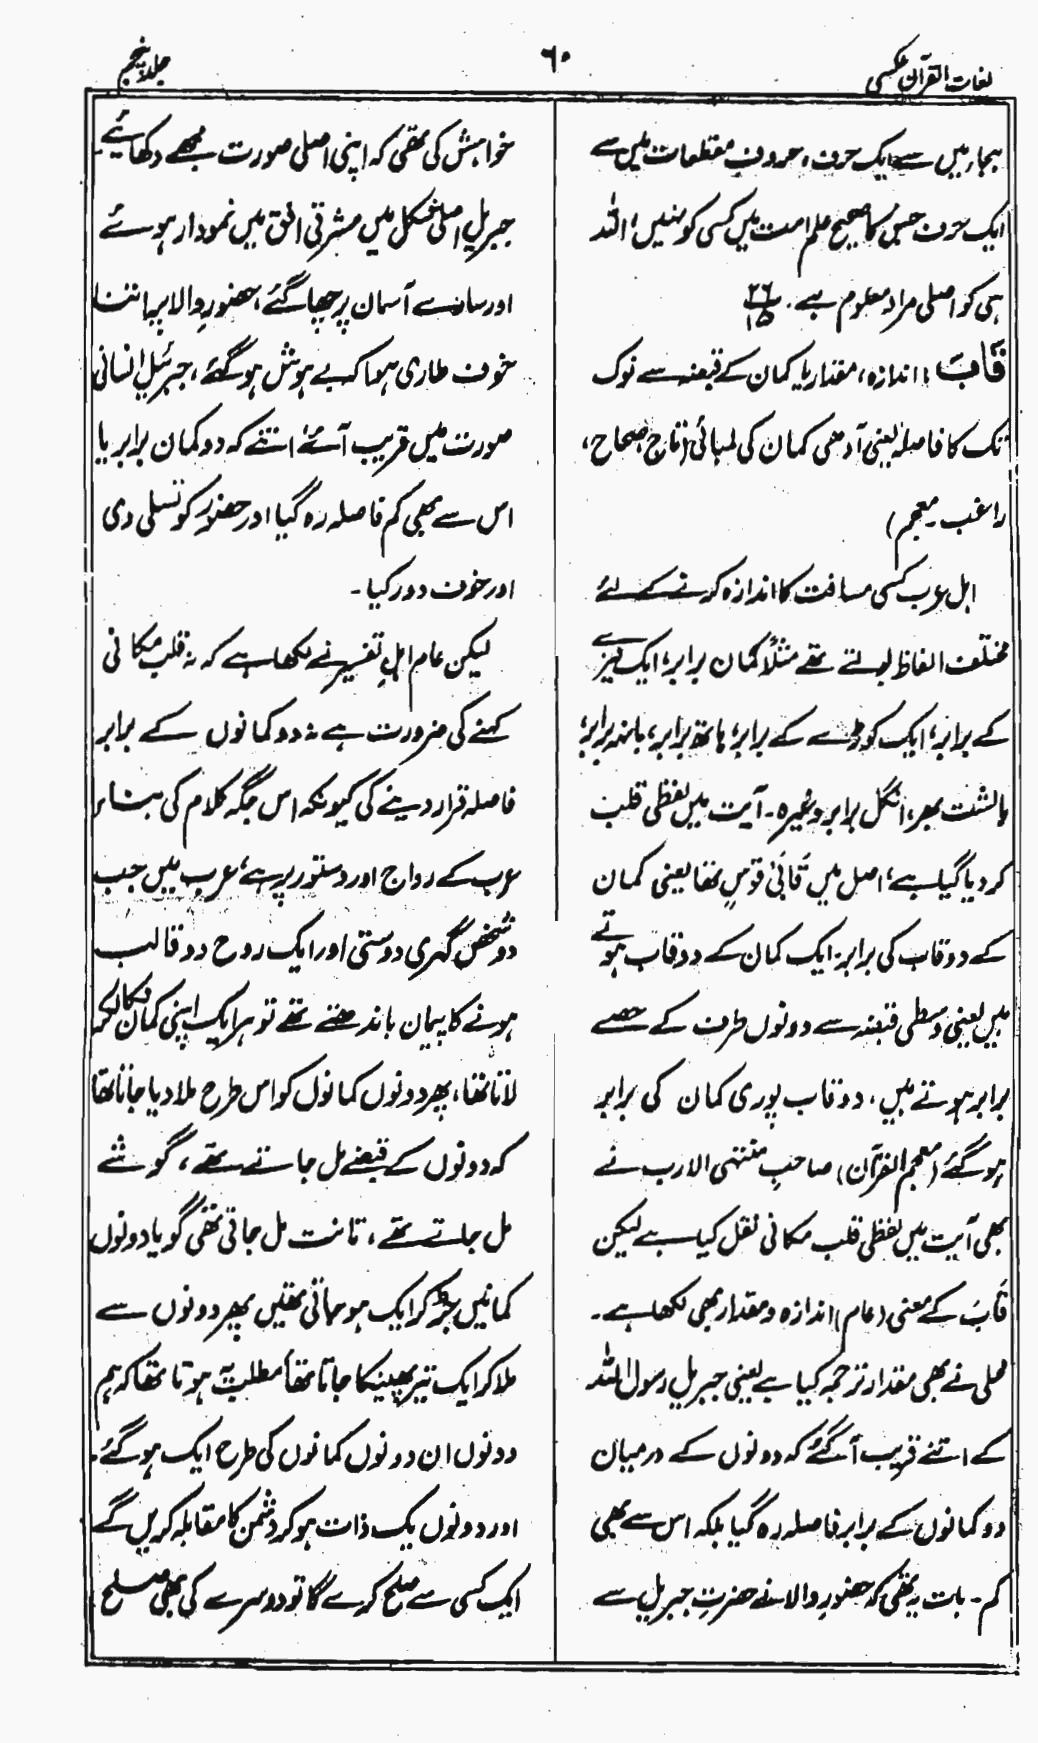 لغات القرآن عکسی
٦٠
جلد پنجم
ہجار میں سے ایک حرف، حروفِ مقطعات میں سے
ایک حرف جس کا صحیح علم امت میں کسی کو نہیں، اللہ
ہی کو اصلی مراد معلوم ہے۔ ٢٦/١٥
قَابَ: اندازہ، مقدار یا کمان کے قبضہ سے نوک
تک کا فاصلہ یعنی آدھی کمان کی لمبائی (تاج، صحاح،
راغب۔ معجم)
اہل عرب کسی مسافت کا اندازہ کرنے کے لئے
مختلف الفاظ بولتے تھے مثلاً کمان برابر، ایک نیزے
کے برابر، ایک کوڑے کے برابر، ہاتھ برابر، بانہہ برابر،
بالشت بھر، انگل برابر وغیرہ۔ آیت میں لفظی قلب
کردیا گیا ہے، اصل میں قَابَیْ قَوْسٍ تھا یعنی کمان
کے دو قاب کی برابر۔ ایک کمان کے دو قاب ہوتے
ہیں یعنی وسطی قبضہ سے دونوں طرف کے حصے
برابر ہوتے ہیں، دو قاب پوری کمان کی برابر
ہو گئے (معجم القرآن) صاحبِ منتہی الارب نے
بھی آیت میں لفظی قلب مکانی نقل کیا ہے لیکن
قَابَ کے معنی (عام) اندازہ و مقدار بھی لکھا ہے۔
محلی نے بھی مقدار ترجمہ کیا ہے یعنی جبریل رسول اللہ
کے اتنے قریب آگئے کہ دونوں کے درمیان
دو کمانوں کے برابر فاصلہ رہ گیا بلکہ اس سے بھی
کم۔ بات یہ تھی کہ حضورِ والا نے حضرتِ جبریل سے
خواہش کی تھی کہ اپنی اصلی صورت مجھے دکھائیے۔
جبریل اصلی شکل میں مشرقی افق میں نمودار ہوئے
اور سارے آسمان پر چھا گئے، حضورِ والا پر اتنا
خوف طاری ہوا کہ بے ہوش ہو گئے، جبرئیل انسانی
صورت میں قریب آئے، اتنے کہ دو کمان برابر یا
اس سے بھی کم فاصلہ رہ گیا اور حضور کو تسلی دی
اور خوف دور کیا۔
لیکن عام اہلِ تفسیر نے لکھا ہے کہ نہ قلب مکانی
کہنے کی ضرورت ہے نہ دو کمانوں کے برابر
فاصلہ قرار دینے کی کیونکہ اس جگہ کلام کی بناء
عرب کے رواج اور دستور پر ہے، عرب میں جب
دو شخص گہری دوستی اور ایک روح دو قالب
ہونے کا پیمان باندھتے تھے تو ہر ایک اپنی کمان نکال کر
لاتا تھا، پھر دونوں کمانوں کو اس طرح ملا دیا جاتا تھا
کہ دونوں کے قبضے مل جاتے تھے، گوشے
مل جاتے تھے، تانت مل جاتی تھی گویا دونوں
کمانیں جڑ کر ایک ہو جاتی تھیں پھر دونوں سے
ملا کر ایک تیر پھینکا جاتا تھا مطلب یہ ہوتا تھا کہ ہم
دونوں ان دونوں کمانوں کی طرح ایک ہو گئے۔
اور دونوں یک ذات ہو کر دشمن کا مقابلہ کریں گے
ایک کسی سے صلح کرے گا تو دوسرے کی بھی صلح